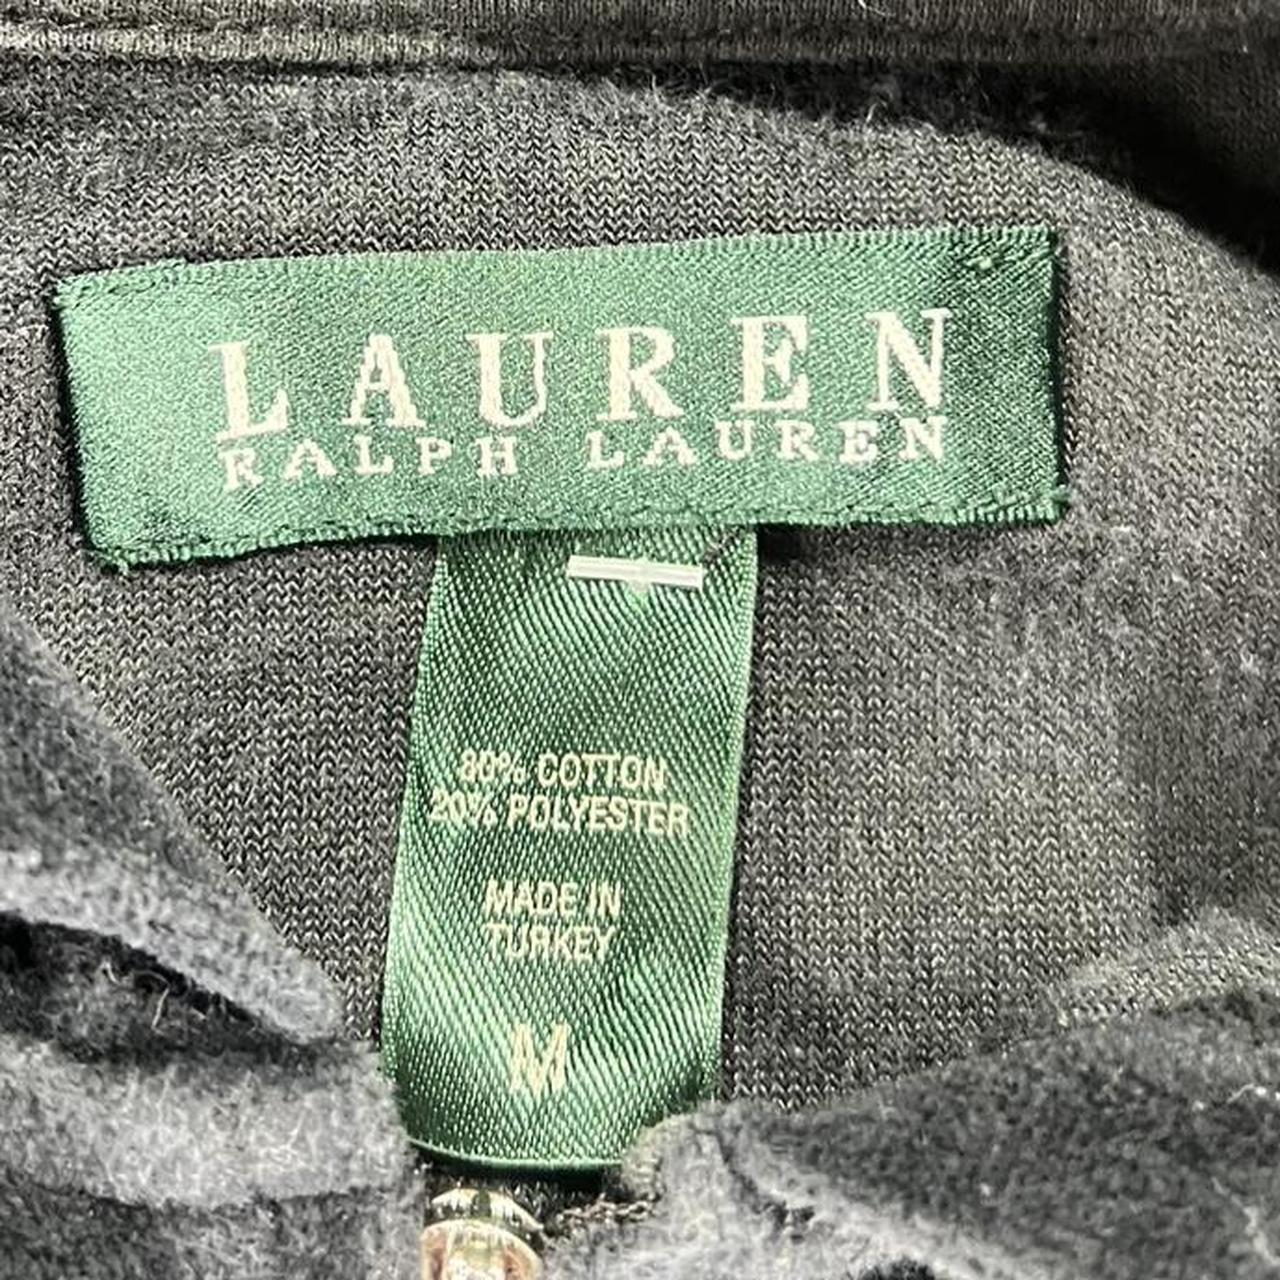 LAUREN
RALPH LAUREN
80% COTTON
20% POLYESTER
MADE IN
TURKEY
M